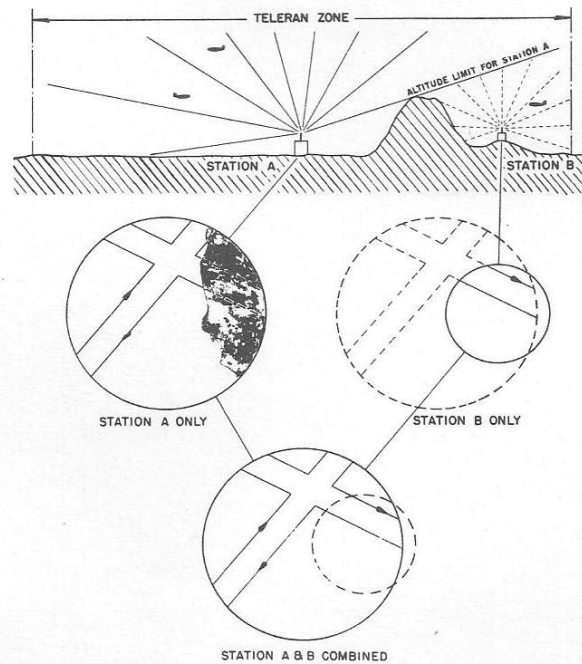 TELERAN ZONE
ALTITUDE LIMIT FOR STATION A
STATION A
STATION B
STATION A ONLY
STATION B ONLY
STATION A & B COMBINED